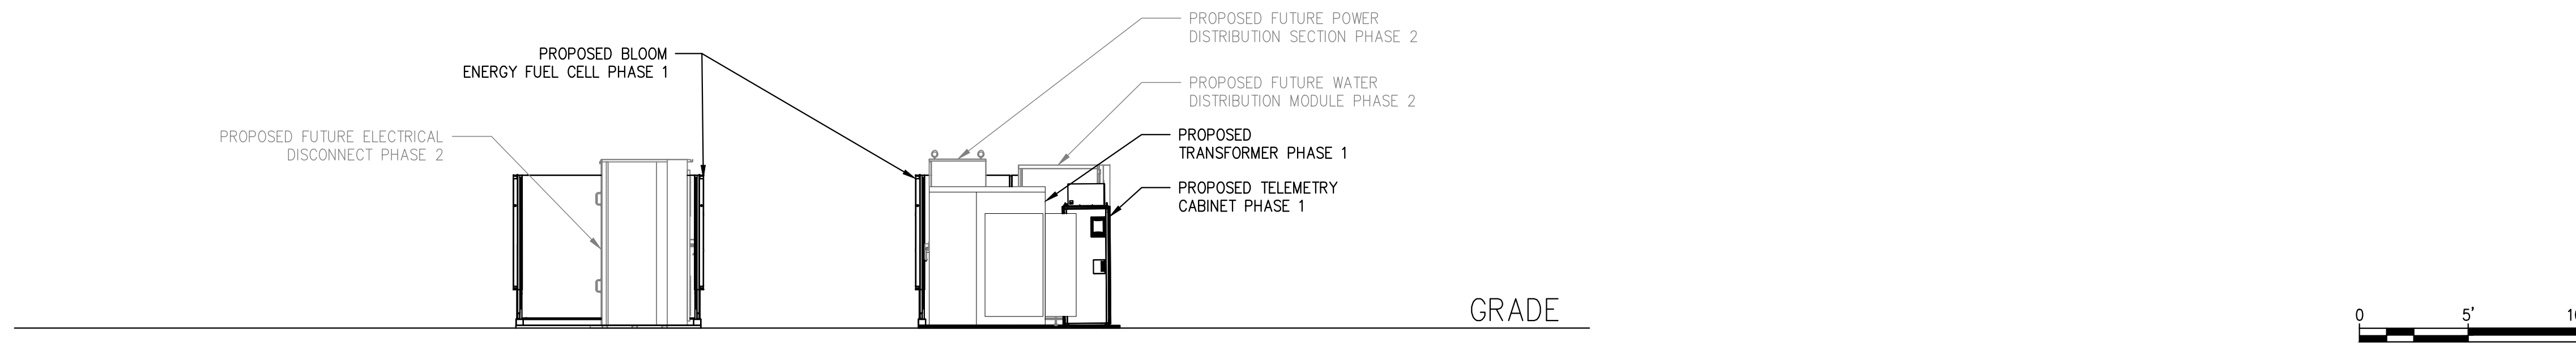 PROPOSED FUTURE POWER
DISTRIBUTION SECTION PHASE 2
PROPOSED BLOOM
ENERGY FUEL CELL PHASE 1
PROPOSED FUTURE WATER
DISTRIBUTION MODULE PHASE 2
PROPOSED FUTURE ELECTRICAL
DISCONNECT PHASE 2
PROPOSED
TRANSFORMER PHASE 1
PROPOSED TELEMETRY
CABINET PHASE 1
GRADE
0 5'